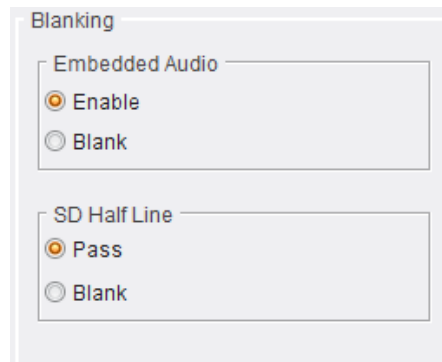 Blanking
Embedded Audio
Enable
Blank
SD Half Line
Pass
Blank